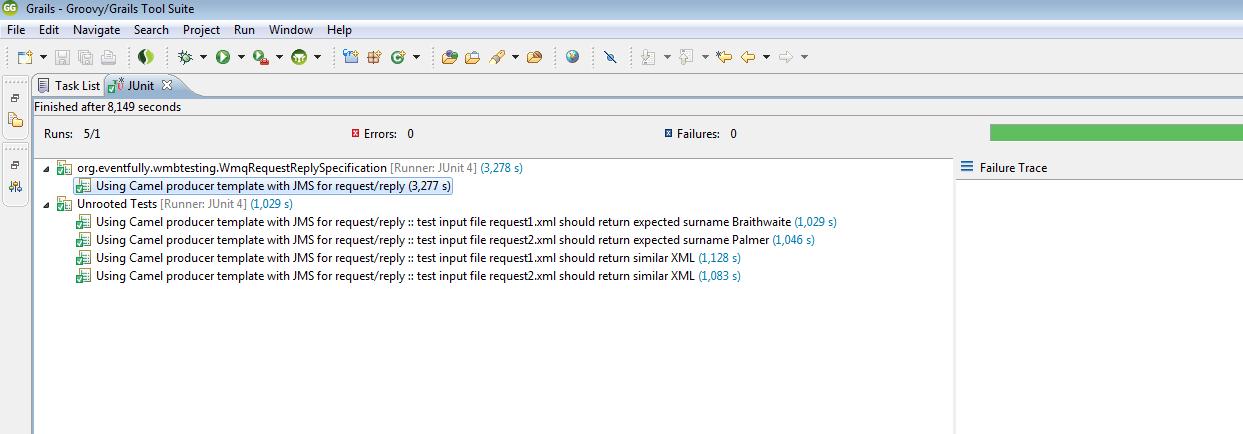 GG Grails - Groovy/Grails Tool Suite
File Edit Navigate Search Project Run Window Help
Task List JUnit
Finished after 8,149 seconds
Runs: 5/1 Errors: 0 Failures: 0
org.eventfully.wmbtesting.WmqRequestReplySpecification [Runner: JUnit 4] (3,278 s)
Failure Trace
Using Camel producer template with JMS for request/reply (3,277 s)
Unrooted Tests [Runner: JUnit 4] (1,029 s)
Using Camel producer template with JMS for request/reply :: test input file request1.xml should return expected surname Braithwaite (1,029 s)
Using Camel producer template with JMS for request/reply :: test input file request2.xml should return expected surname Palmer (1,046 s)
Using Camel producer template with JMS for request/reply :: test input file request1.xml should return similar XML (1,128 s)
Using Camel producer template with JMS for request/reply :: test input file request2.xml should return similar XML (1,083 s)